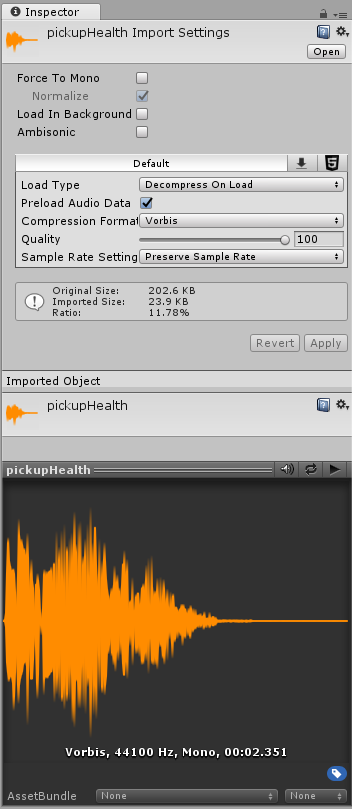 Inspector
pickupHealth Import Settings
Open
Force To Mono
Normalize
Load In Background
Ambisonic
Default
Load Type Decompress On Load
Preload Audio Data
Compression Format Vorbis
Quality 100
Sample Rate Setting Preserve Sample Rate
Original Size: 202.6 KB
Imported Size: 23.9 KB
Ratio: 11.78%
Revert Apply
Imported Object
pickupHealth
pickupHealth
Vorbis, 44100 Hz, Mono, 00:02.351
AssetBundle None None